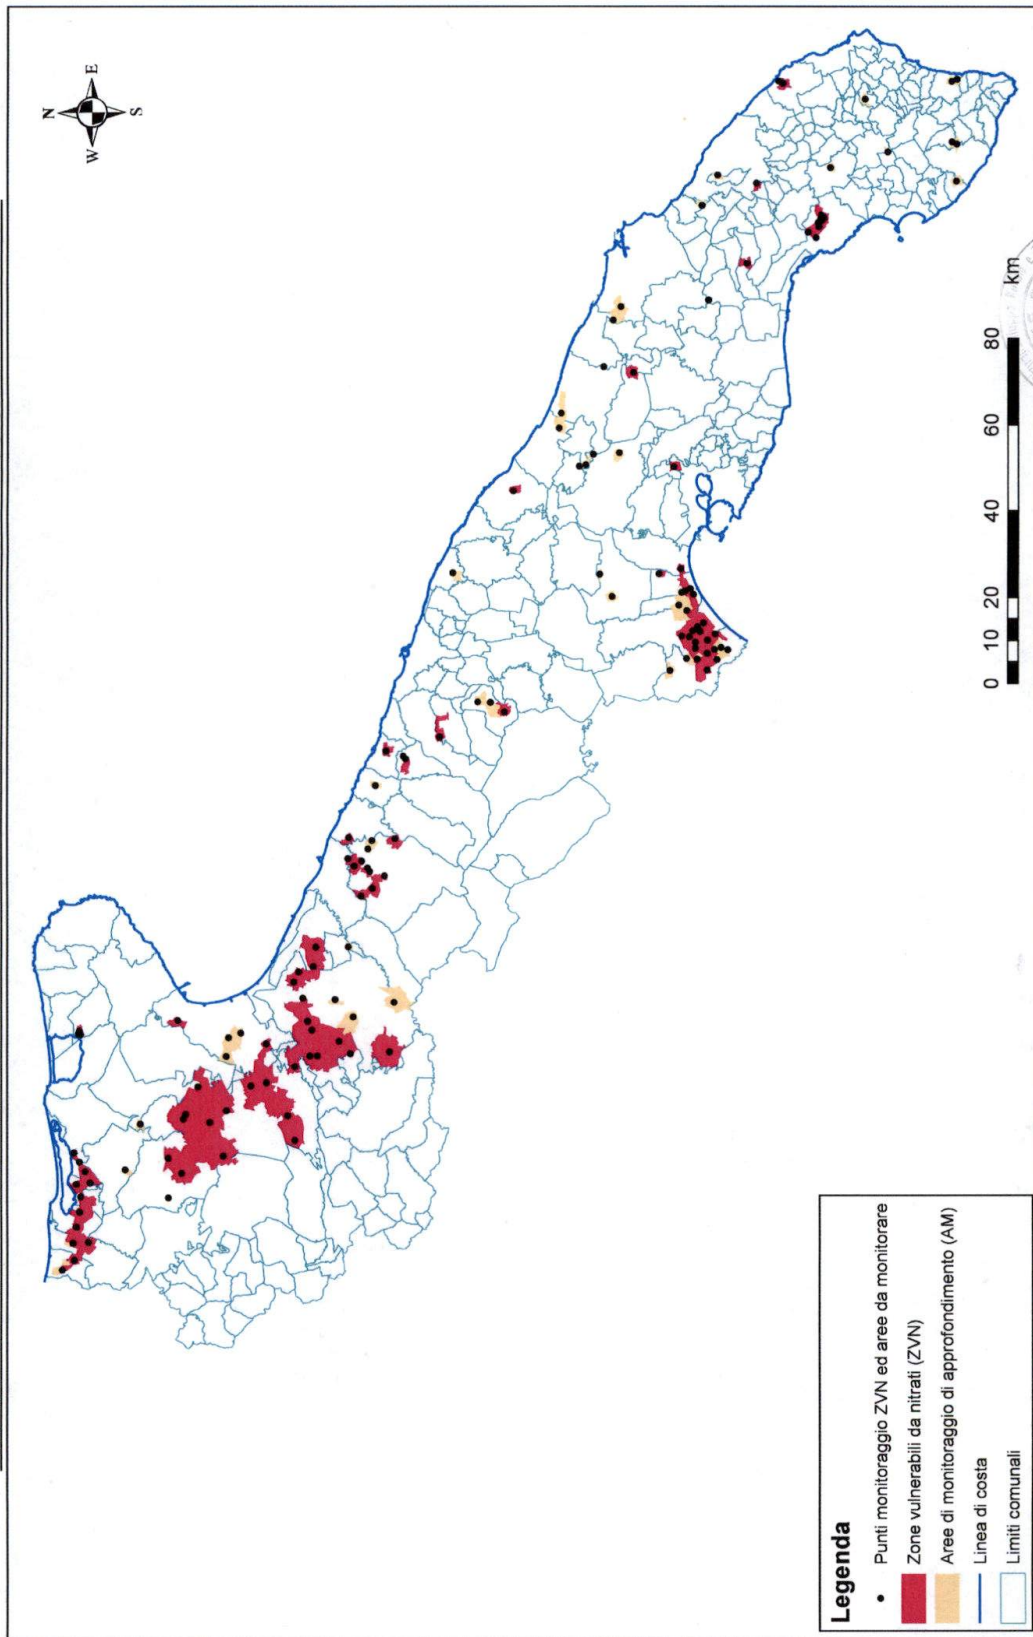 N
W
E
S
Legenda
Punti monitoraggio ZVN ed aree da monitorare
Zone vulnerabili da nitrati (ZVN)
Aree di monitoraggio di approfondimento (AM)
Linea di costa
Limiti comunali
0 10 20 40 60 80
km